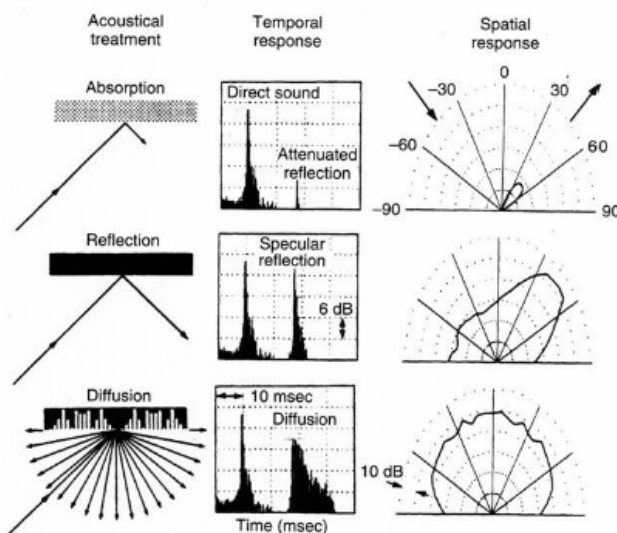 Acoustical
treatment
Temporal
response
Spatial
response
Absorption
Direct sound
Attenuated
reflection
0
-30
30
-60
60
-90
90
Reflection
Specular
reflection
6 dB
Diffusion
10 msec
Diffusion
10 dB
Time (msec)